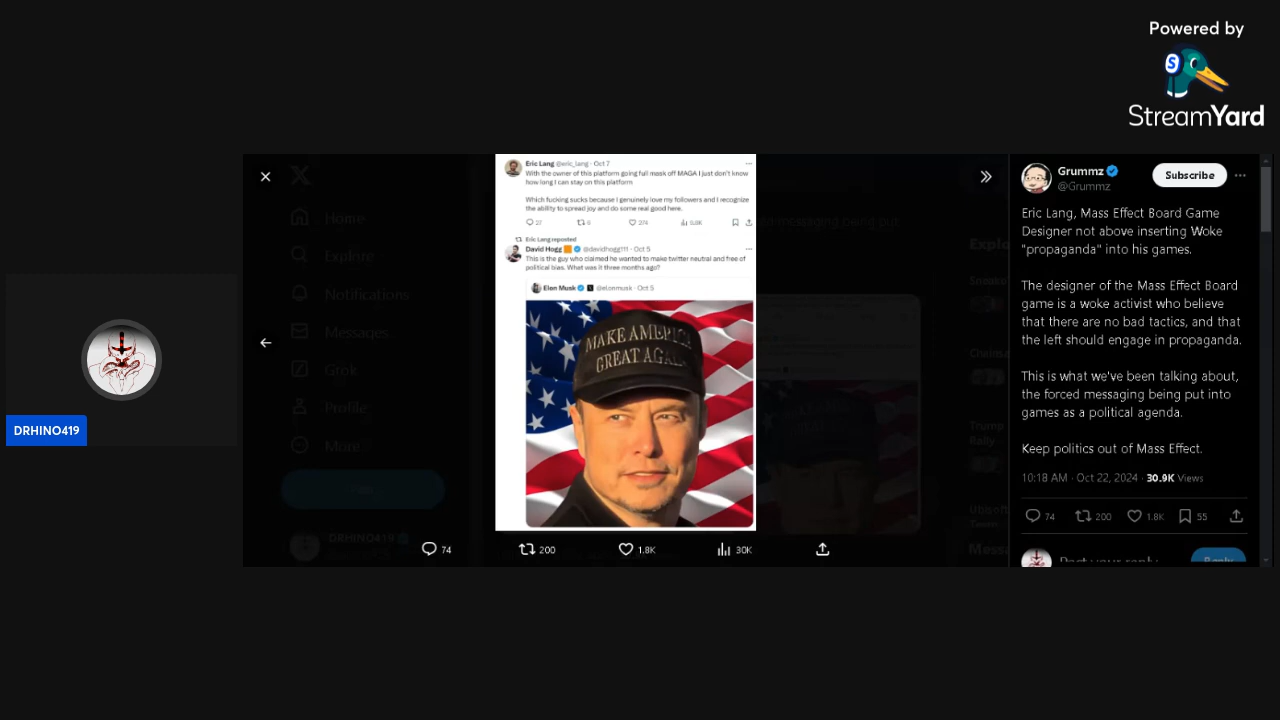 Powered by
StreamYard
DRHINO419
Home
Explore
Notifications
Messages
Grok
Profile
More
DRHINO419
Eric Lang @eric_lang · Oct 7
With the owner of this platform going full mask off MAGA I just don't know
how long I can stay on this platform
Which fucking sucks because I genuinely love my followers and I recognize
the ability to spread joy and do some real good here.
27
274
Eric Lang reposted
David Hogg @davidhogg111 · Oct 5
This is the guy who claimed he wanted to make twitter neutral and free of
political bias. What was it three months ago?
Elon Musk @elonmusk · Oct 5
MAKE AMERICA
GREAT AGAIN
74
200
1.8K
30K
Grummz
@Grummz
Subscribe
Eric Lang, Mass Effect Board Game
Designer not above inserting Woke
"propaganda" into his games.
The designer of the Mass Effect Board
game is a woke activist who believe
that there are no bad tactics, and that
the left should engage in propaganda.
This is what we've been talking about,
the forced messaging being put into
games as a political agenda.
Keep politics out of Mass Effect.
10:18 AM · Oct 22, 2024 · 30.9K Views
74
200
1.8K
55
Post your reply
Reply